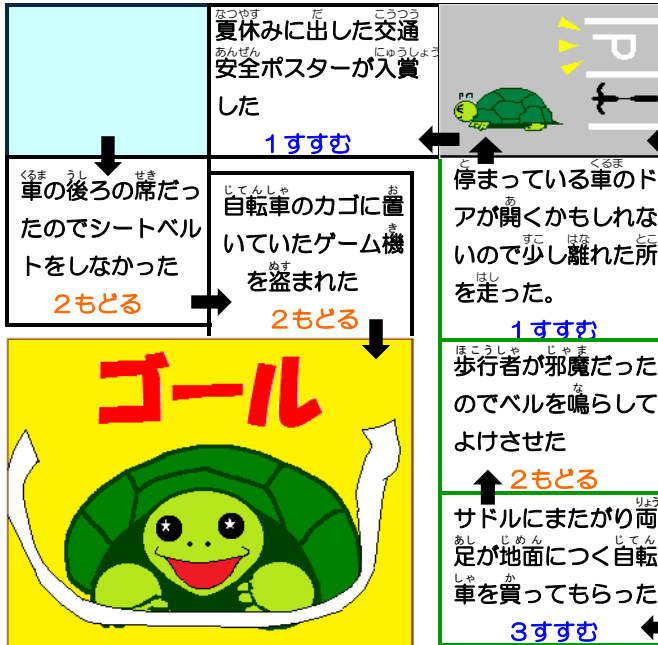 夏休みに出した交通
安全ポスターが入賞
した
1すすむ
P
車の後ろの席だっ
たのでシートベル
トをしなかった
2もどる
自転車のカゴに置
いていたゲーム機
を盗まれた
2もどる
停まっている車のド
アが開くかもしれな
いので少し離れた所
を走った。
1すすむ
歩行者が邪魔だった
のでベルを鳴らして
よけさせた
2もどる
サドルにまたがり両
足が地面につく自転
車を買ってもらった
3すすむ
ゴール